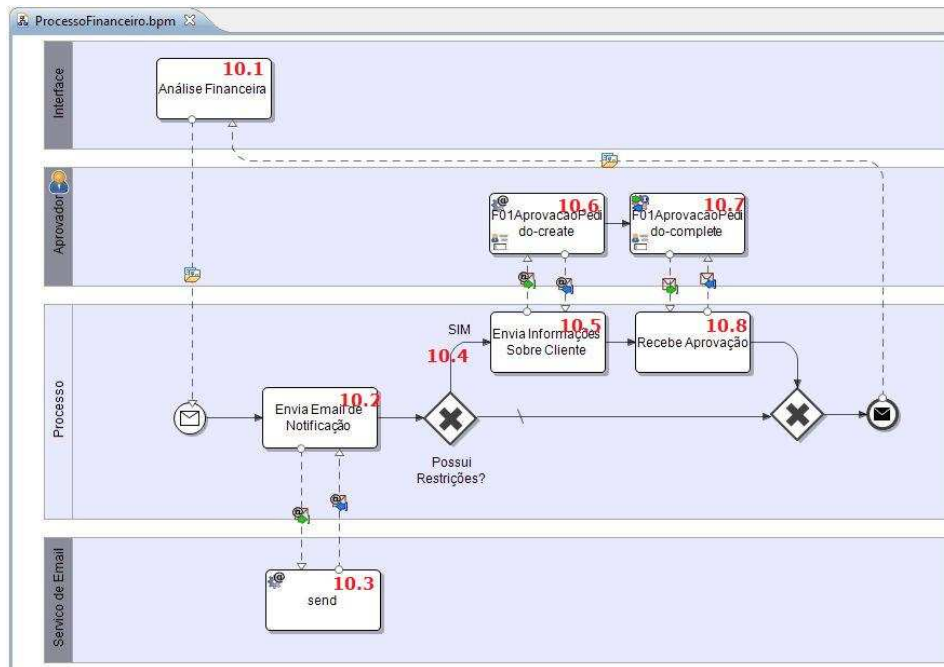 ProcessoFinanceiro.bpm
Interface
10.1
Análise Financeira
Aprovador
10.6
F01AprovacaoPedi
do-create
10.7
F01AprovacaoPedi
do-complete
Processo
SIM
10.4
10.5
Envia Informações
Sobre Cliente
10.8
Recebe Aprovação
10.2
Envia Email de
Notificação
Possui
Restrições?
Servico de Email
10.3
send